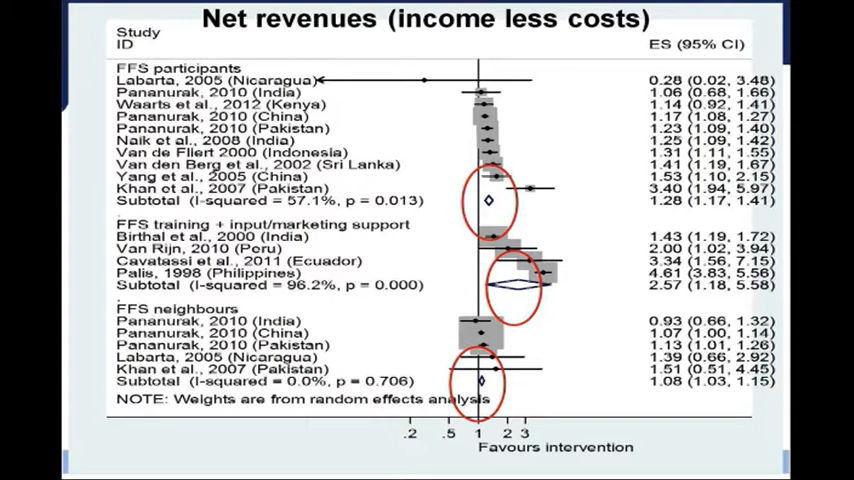 Net revenues (income less costs)
Study
ID ES (95% CI)
FFS participants
Labarta, 2005 (Nicaragua) 0.28 (0.02, 3.48)
Pananurak, 2010 (India) 1.06 (0.68, 1.66)
Waarts et al., 2012 (Kenya) 1.14 (0.92, 1.41)
Pananurak, 2010 (China) 1.17 (1.08, 1.27)
Pananurak, 2010 (Pakistan) 1.23 (1.09, 1.40)
Naik et al., 2008 (India) 1.25 (1.09, 1.42)
Van de Fliert 2000 (Indonesia) 1.31 (1.11, 1.55)
Van den Berg et al., 2002 (Sri Lanka) 1.41 (1.19, 1.67)
Yang et al., 2005 (China) 1.53 (1.10, 2.15)
Khan et al., 2007 (Pakistan) 3.40 (1.94, 5.97)
Subtotal (I-squared = 57.1%, p = 0.013) 1.28 (1.17, 1.41)
.
FFS training + input/marketing support
Birthal et al., 2000 (India) 1.43 (1.19, 1.72)
Van Rijn, 2010 (Peru) 2.00 (1.02, 3.94)
Cavatassi et al., 2011 (Ecuador) 3.34 (1.56, 7.15)
Palis, 1998 (Philippines) 4.61 (3.83, 5.56)
Subtotal (I-squared = 96.2%, p = 0.000) 2.57 (1.18, 5.58)
.
FFS neighbours
Pananurak, 2010 (India) 0.93 (0.66, 1.32)
Pananurak, 2010 (China) 1.07 (1.00, 1.14)
Pananurak, 2010 (Pakistan) 1.13 (1.01, 1.26)
Labarta, 2005 (Nicaragua) 1.39 (0.66, 2.92)
Khan et al., 2007 (Pakistan) 1.51 (0.51, 4.45)
Subtotal (I-squared = 0.0%, p = 0.706) 1.08 (1.03, 1.15)
NOTE: Weights are from random effects analysis
.2 .5 1 2 3
Favours intervention